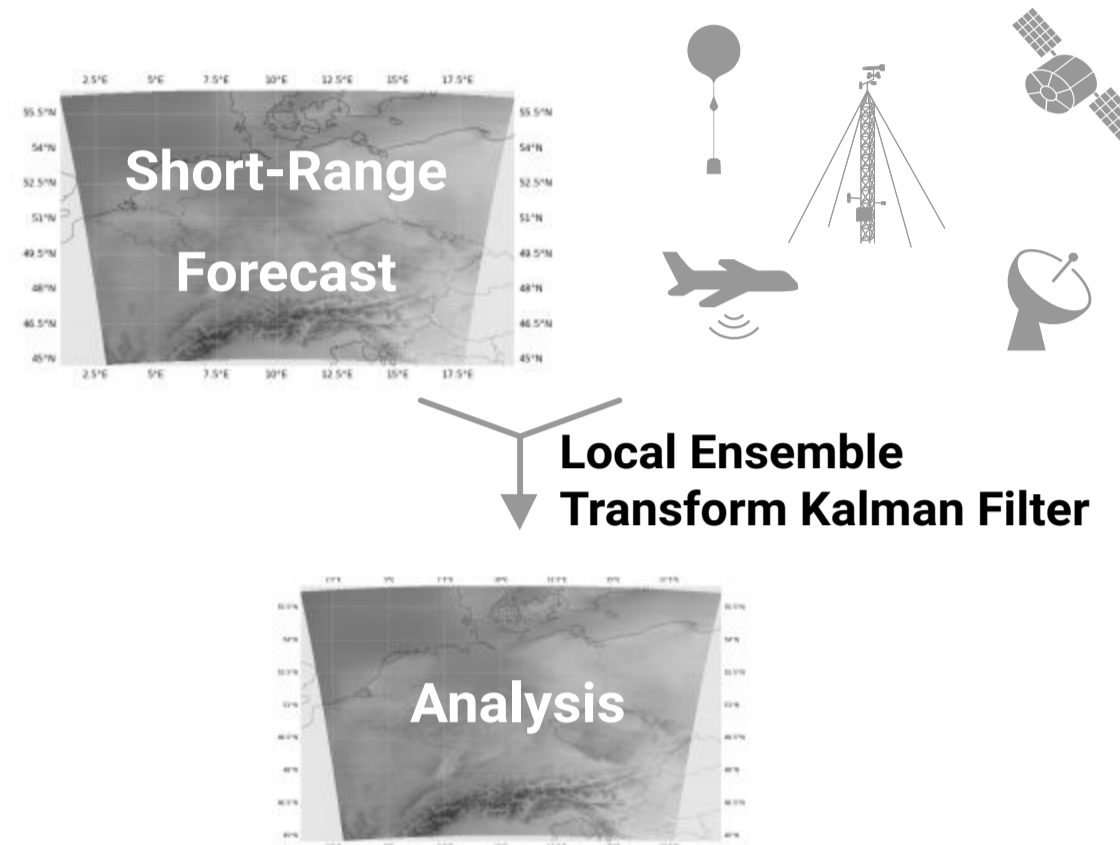 2.5°E 5°E 7.5°E 10°E 12.5°E 15°E 17.5°E
55.5°N 55.5°N
54°N 54°N
Short-Range
52.5°N 52.5°N
51°N 51°N
49.5°N 49.5°N
Forecast
48°N 48°N
46.5°N 46.5°N
45°N 45°N
2.5°E 5°E 7.5°E 10°E 12.5°E 15°E 17.5°E
Local Ensemble
Transform Kalman Filter
Analysis